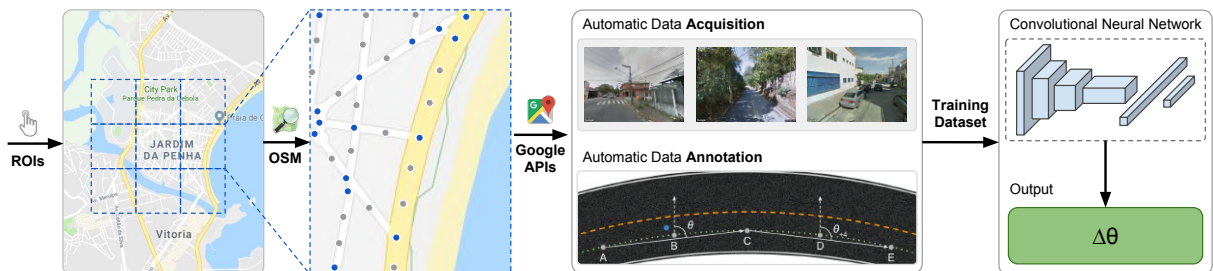 ROIs
City Park
Parque Pedra da Cebola
Praia de C
JARDIM
DA PENHA
Vitoria
OSM
Google
APIs
Automatic Data Acquisition
Automatic Data Annotation
θ
θ
A
B
C
D
E
Training
Dataset
Convolutional Neural Network
Output
Δθ